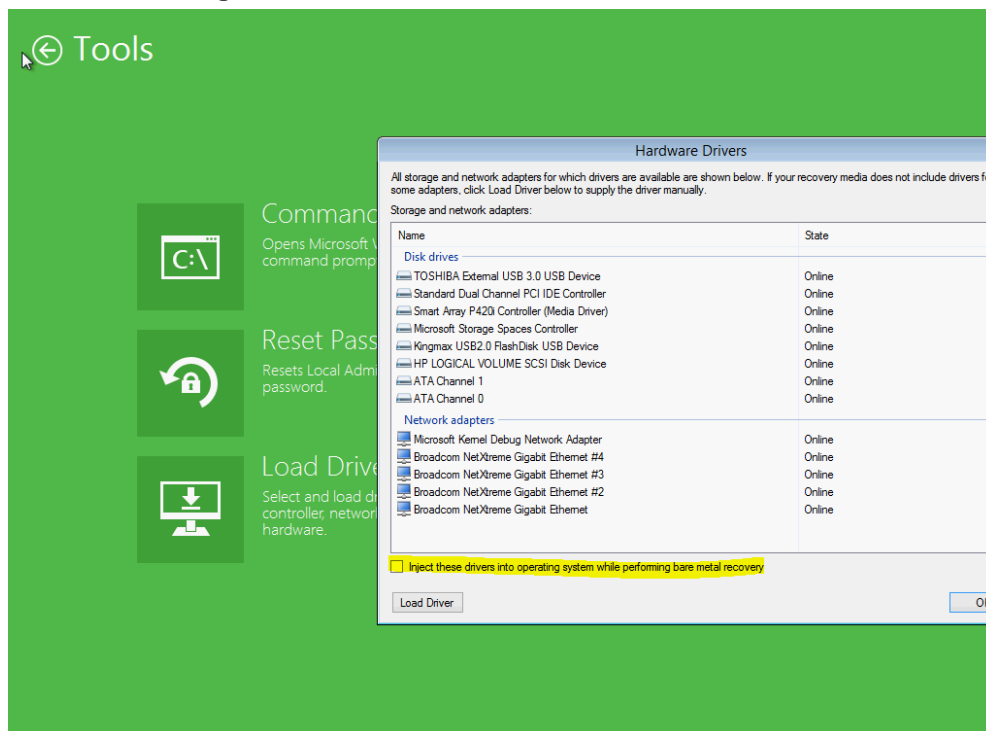 Tools
Command
Opens Microsoft
command promp
Reset Pass
Resets Local Admi
password.
Load Drive
Select and load dr
controller, networ
hardware.
C:\
Hardware Drivers
All storage and network adapters for which drivers are available are shown below. If your recovery media does not include drivers f
some adapters, click Load Driver below to supply the driver manually.
Storage and network adapters:
Name State
Disk drives
TOSHIBA External USB 3.0 USB Device Online
Standard Dual Channel PCI IDE Controller Online
Smart Array P420i Controller (Media Driver) Online
Microsoft Storage Spaces Controller Online
Kingmax USB2.0 FlashDisk USB Device Online
HP LOGICAL VOLUME SCSI Disk Device Online
ATA Channel 1 Online
ATA Channel 0 Online
Network adapters
Microsoft Kernel Debug Network Adapter Online
Broadcom NetXtreme Gigabit Ethernet #4 Online
Broadcom NetXtreme Gigabit Ethernet #3 Online
Broadcom NetXtreme Gigabit Ethernet #2 Online
Broadcom NetXtreme Gigabit Ethernet Online
Inject these drivers into operating system while performing bare metal recovery
Load Driver